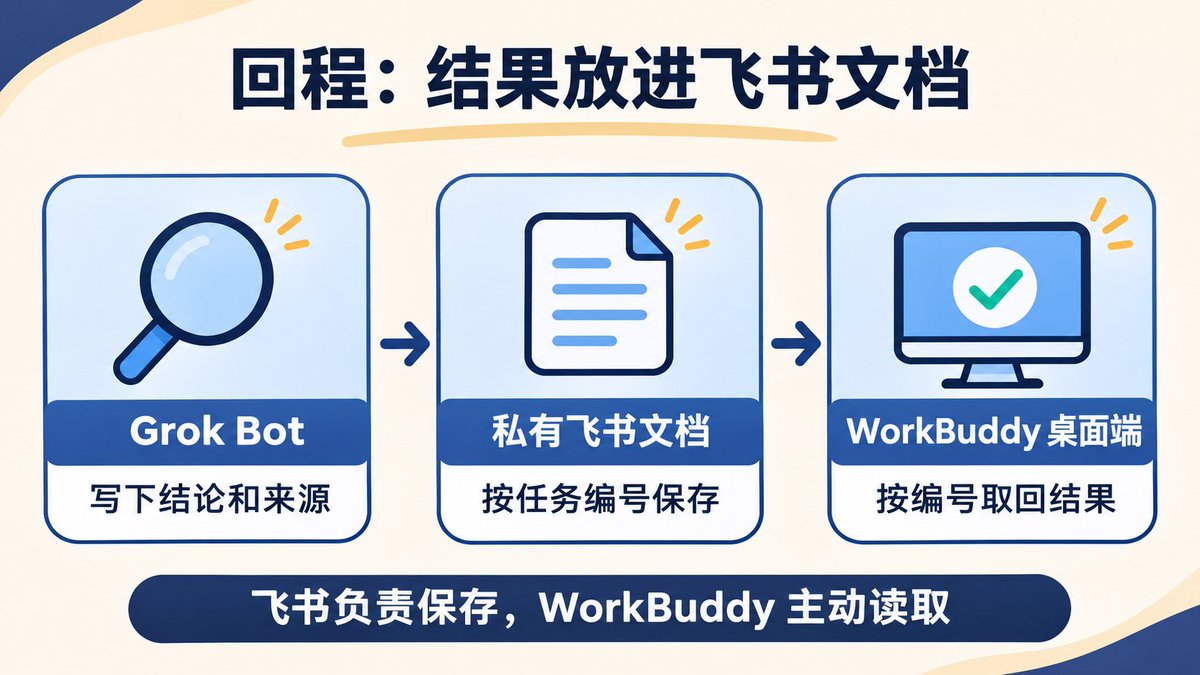 回程：结果放进飞书文档
Grok Bot
写下结论和来源
私有飞书文档
按任务编号保存
WorkBuddy 桌面端
按编号取回结果
飞书负责保存，WorkBuddy 主动读取